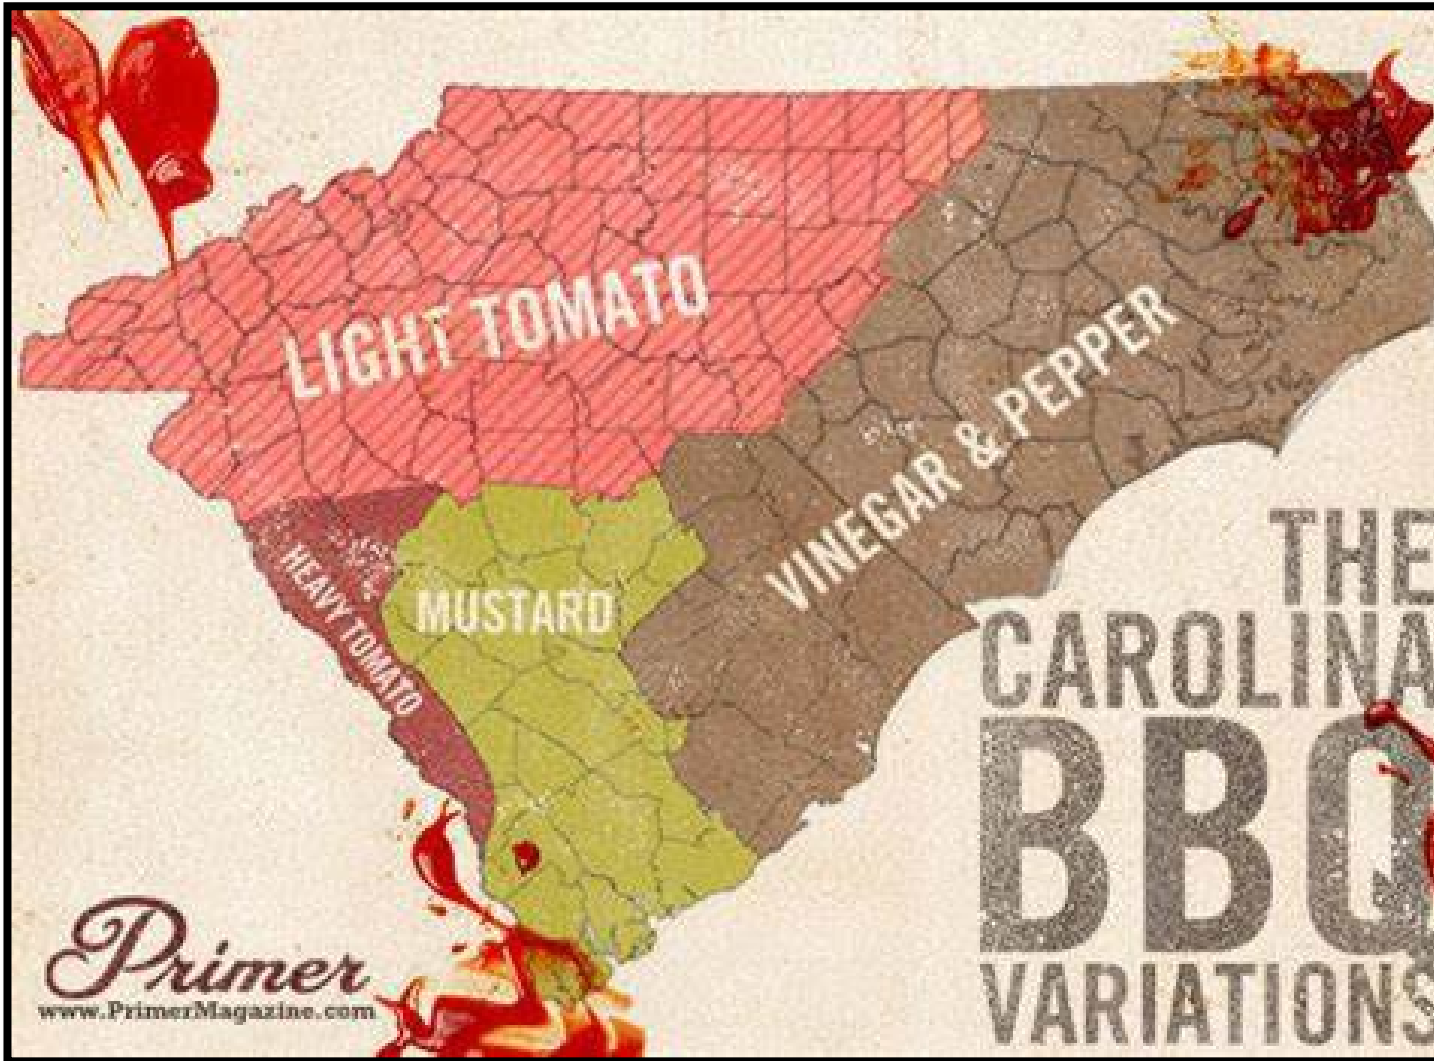 LIGHT TOMATO
VINEGAR & PEPPER
HEAVY TOMATO
MUSTARD
THE
CAROLINA
BBQ
VARIATIONS
Primer
www.PrimerMagazine.com